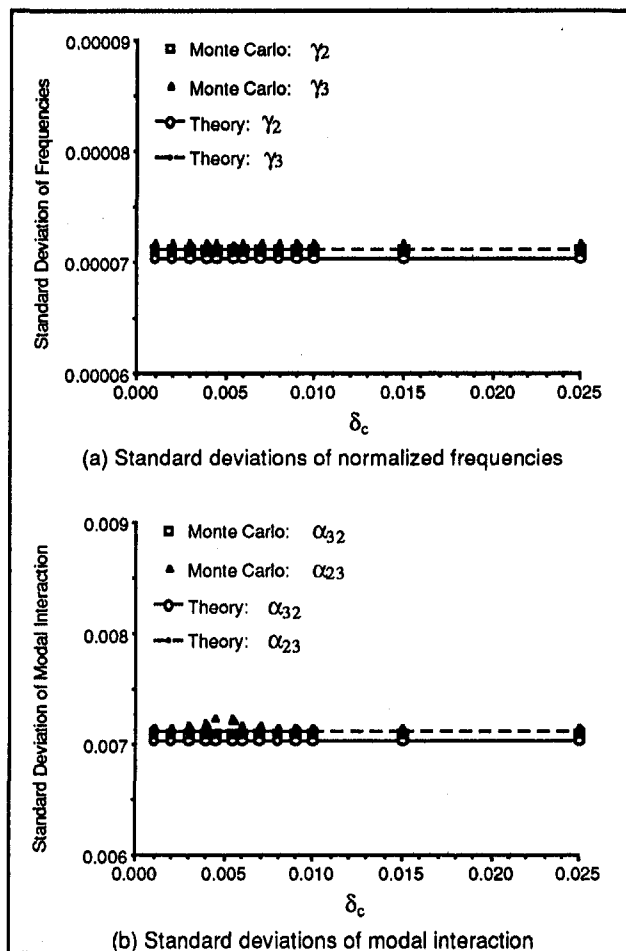 Standard Deviation of Frequencies
0.00009
0.00008
0.00007
0.00006
Monte Carlo: γ2
Monte Carlo: γ3
Theory: γ2
Theory: γ3
0.000 0.005 0.010 0.015 0.020 0.025
δc
(a) Standard deviations of normalized frequencies
Standard Deviation of Modal Interaction
0.009
0.008
0.007
0.006
Monte Carlo: α32
Monte Carlo: α23
Theory: α32
Theory: α23
0.000 0.005 0.010 0.015 0.020 0.025
δc
(b) Standard deviations of modal interaction